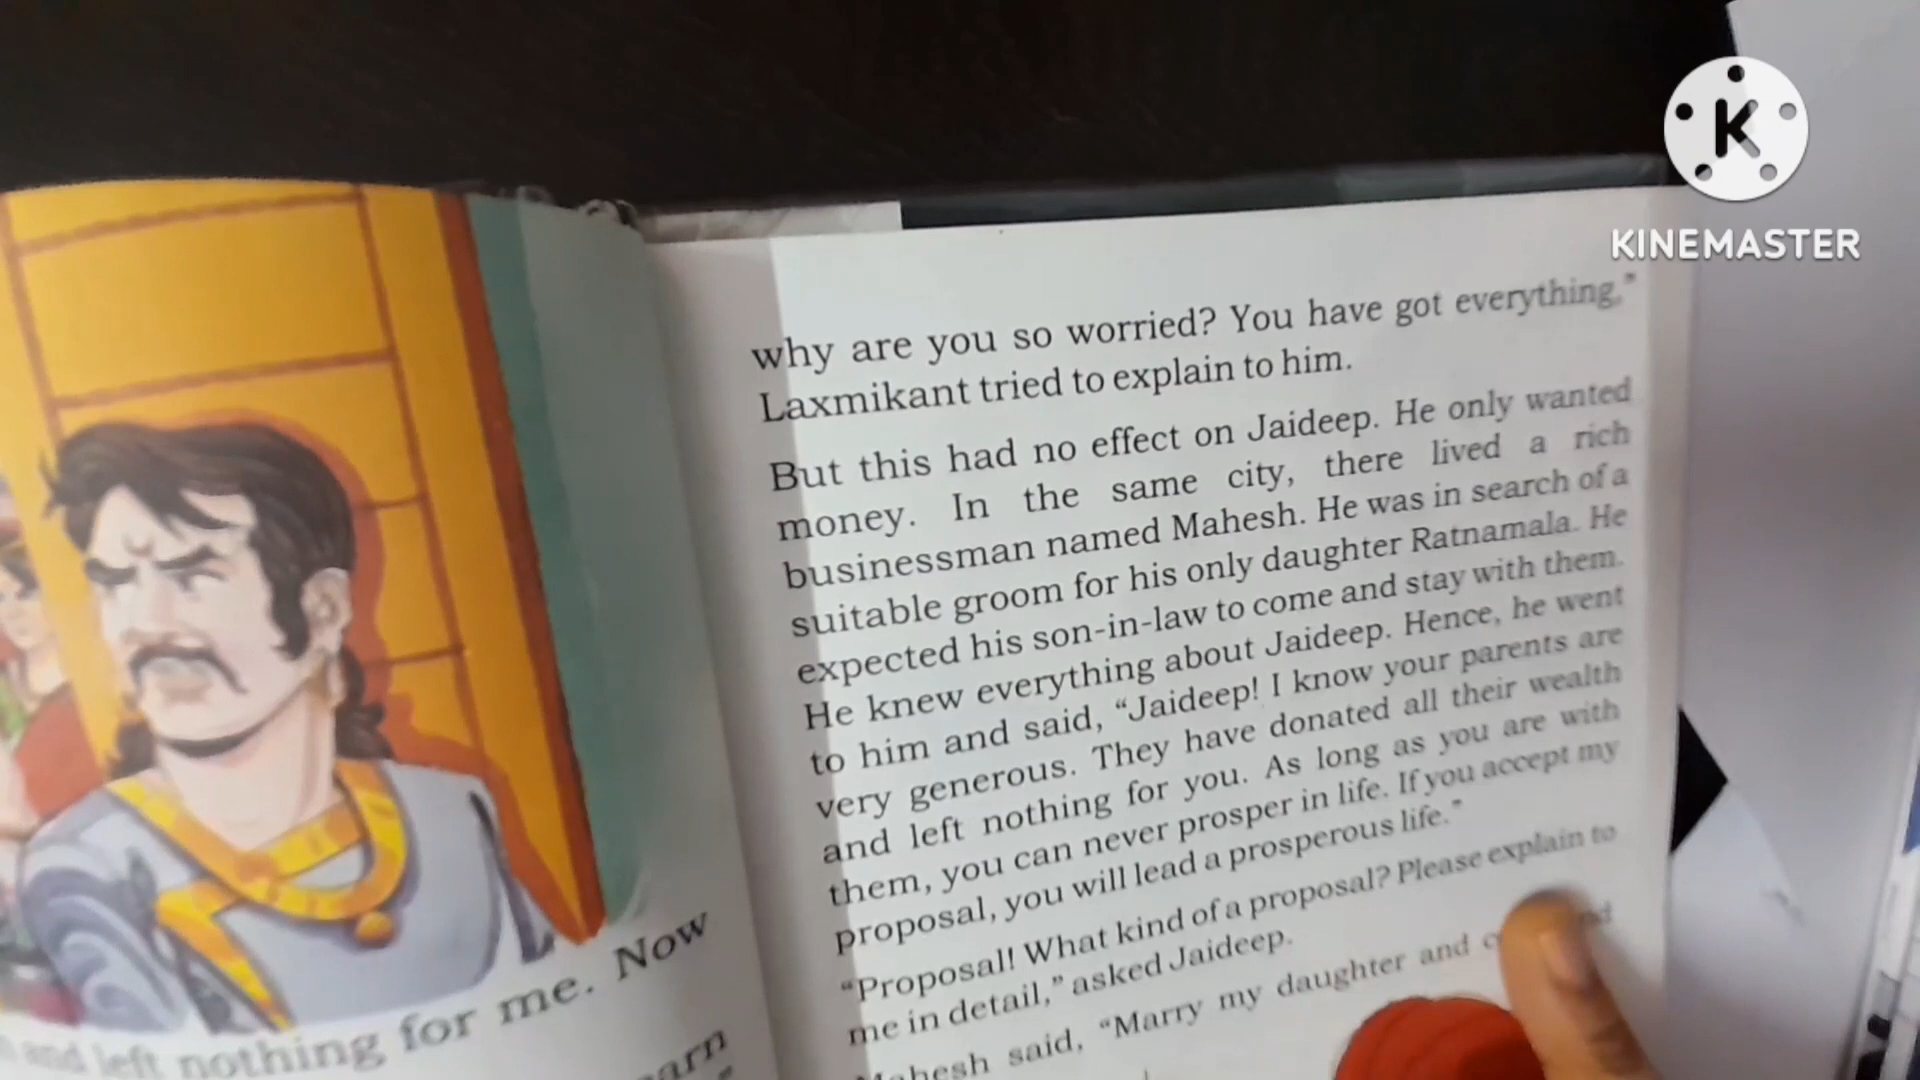 and left nothing for me. Now
earn
why are you so worried? You have got everything,”
Laxmikant tried to explain to him.
But this had no effect on Jaideep. He only wanted
money. In the same city, there lived a rich
businessman named Mahesh. He was in search of a
suitable groom for his only daughter Ratnamala. He
expected his son-in-law to come and stay with them.
He knew everything about Jaideep. Hence, he went
to him and said, “Jaideep! I know your parents are
very generous. They have donated all their wealth
and left nothing for you. As long as you are with
them, you can never prosper in life. If you accept my
proposal, you will lead a prosperous life.”
“Proposal! What kind of a proposal? Please explain to
me in detail,” asked Jaideep.
Mahesh said, “Marry my daughter and
K
KINEMASTER